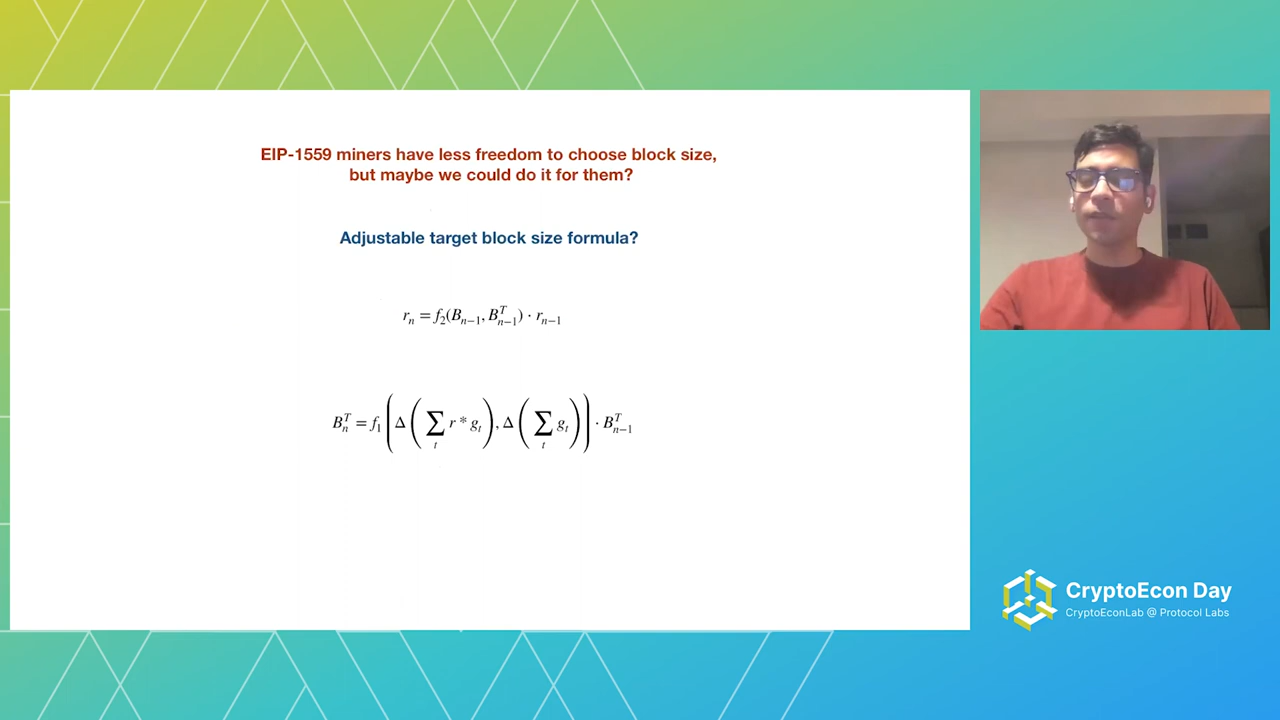 EIP-1559 miners have less freedom to choose block size,
but maybe we could do it for them?
Adjustable target block size formula?
r_n = f_2(B_{n-1}, B^T_{n-1}) · r_{n-1}
B^T_n = f_1(Δ(∑_t r * g_t), Δ(∑_t g_t)) · B^T_{n-1}
CryptoEcon Day
CryptoEconLab @ Protocol Labs